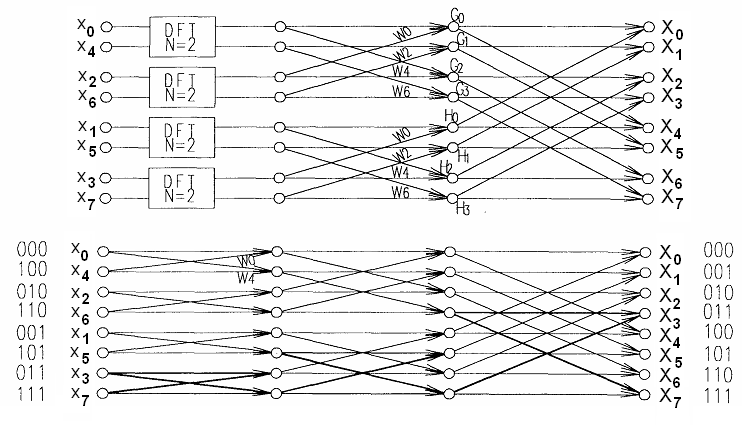 x0 DFT N=2 G0 X0
x4 W0 G1 X1
x2 DFT N=2 W2 W4 G2 X2
x6 W6 G3 X3
x1 DFT N=2 H0 X4
x5 W0 H1 X5
x3 DFT N=2 W2 W4 H2 X6
x7 W6 H3 X7
000 x0 W0 X0 000
100 x4 W4 X1 001
010 x2 X2 010
110 x6 X3 011
001 x1 X4 100
101 x5 X5 101
011 x3 X6 110
111 x7 X7 111